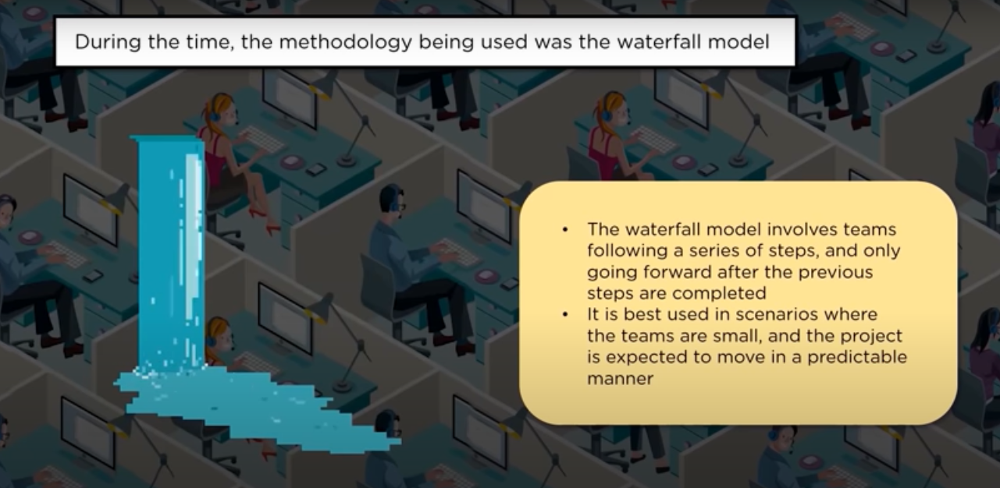 During the time, the methodology being used was the waterfall model
• The waterfall model involves teams
following a series of steps, and only
going forward after the previous
steps are completed
• It is best used in scenarios where
the teams are small, and the project
is expected to move in a predictable
manner